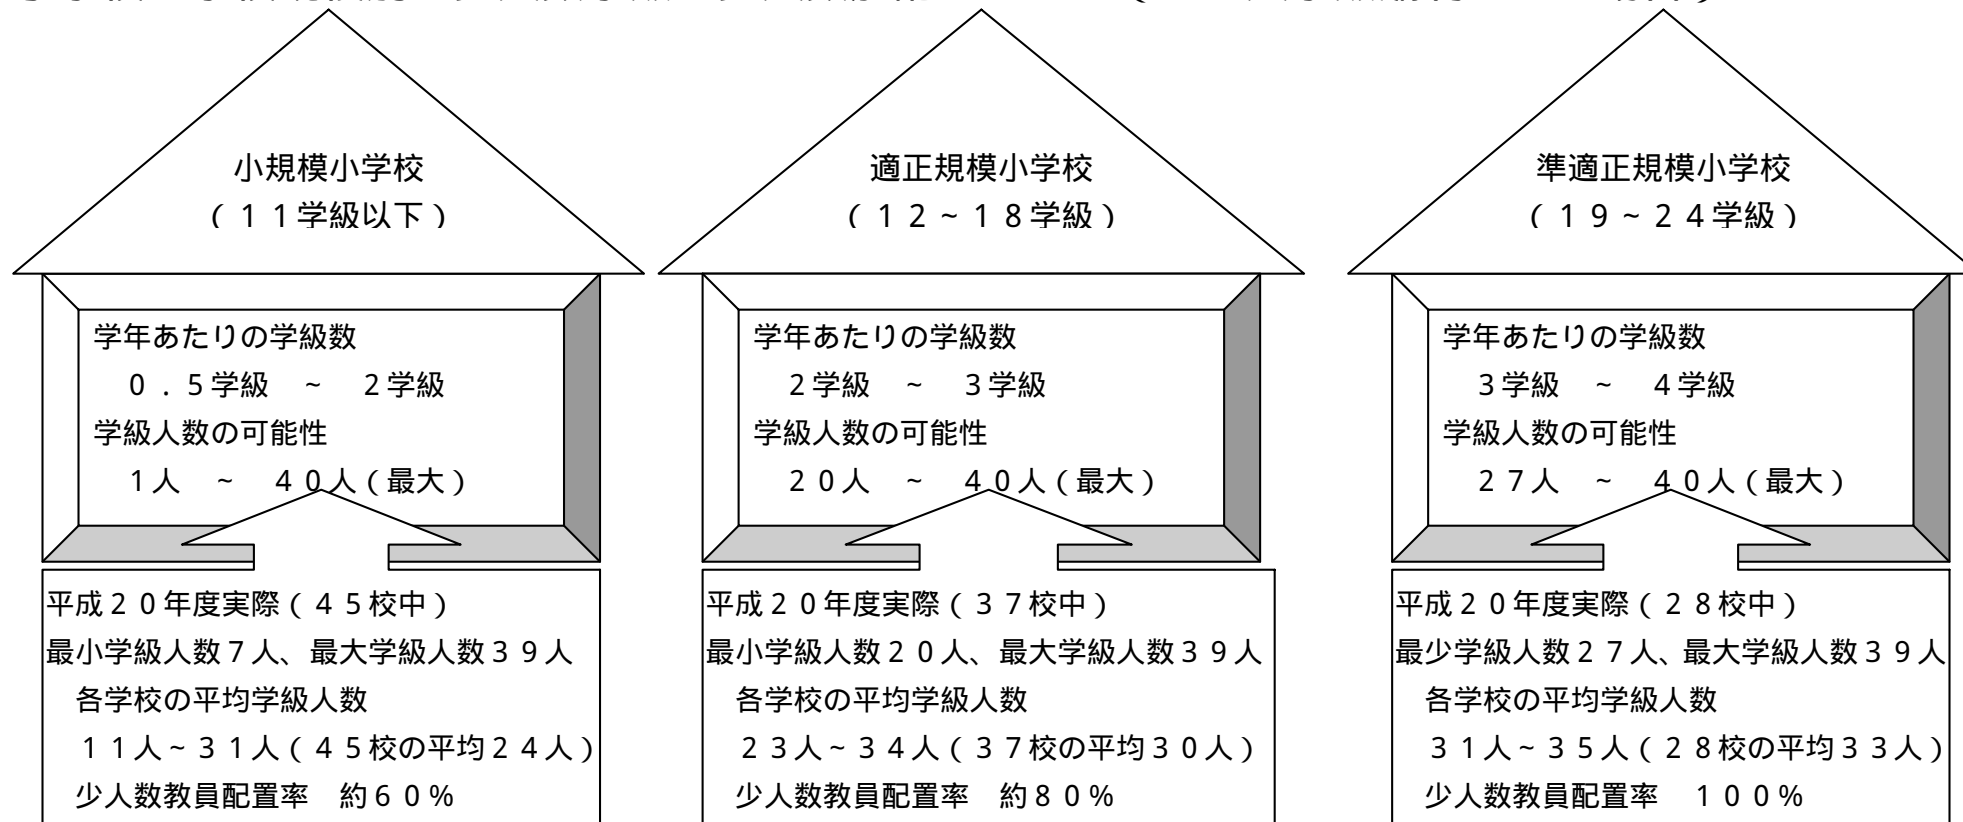 小規模小学校
（１１学級以下）
学年あたりの学級数
０．５学級　～　２学級
学級人数の可能性
１人　～　４０人（最大）
平成２０年度実際（４５校中）
最小学級人数７人、最大学級人数３９人
各学校の平均学級人数
１１人～３１人（４５校の平均２４人）
少人数教員配置率　約６０％
適正規模小学校
（１２～１８学級）
学年あたりの学級数
２学級　～　３学級
学級人数の可能性
２０人　～　４０人（最大）
平成２０年度実際（３７校中）
最小学級人数２０人、最大学級人数３９人
各学校の平均学級人数
２３人～３４人（３７校の平均３０人）
少人数教員配置率　約８０％
準適正規模小学校
（１９～２４学級）
学年あたりの学級数
３学級　～　４学級
学級人数の可能性
２７人　～　４０人（最大）
平成２０年度実際（２８校中）
最少学級人数２７人、最大学級人数３９人
各学校の平均学級人数
３１人～３５人（２８校の平均３３人）
少人数教員配置率　１００％